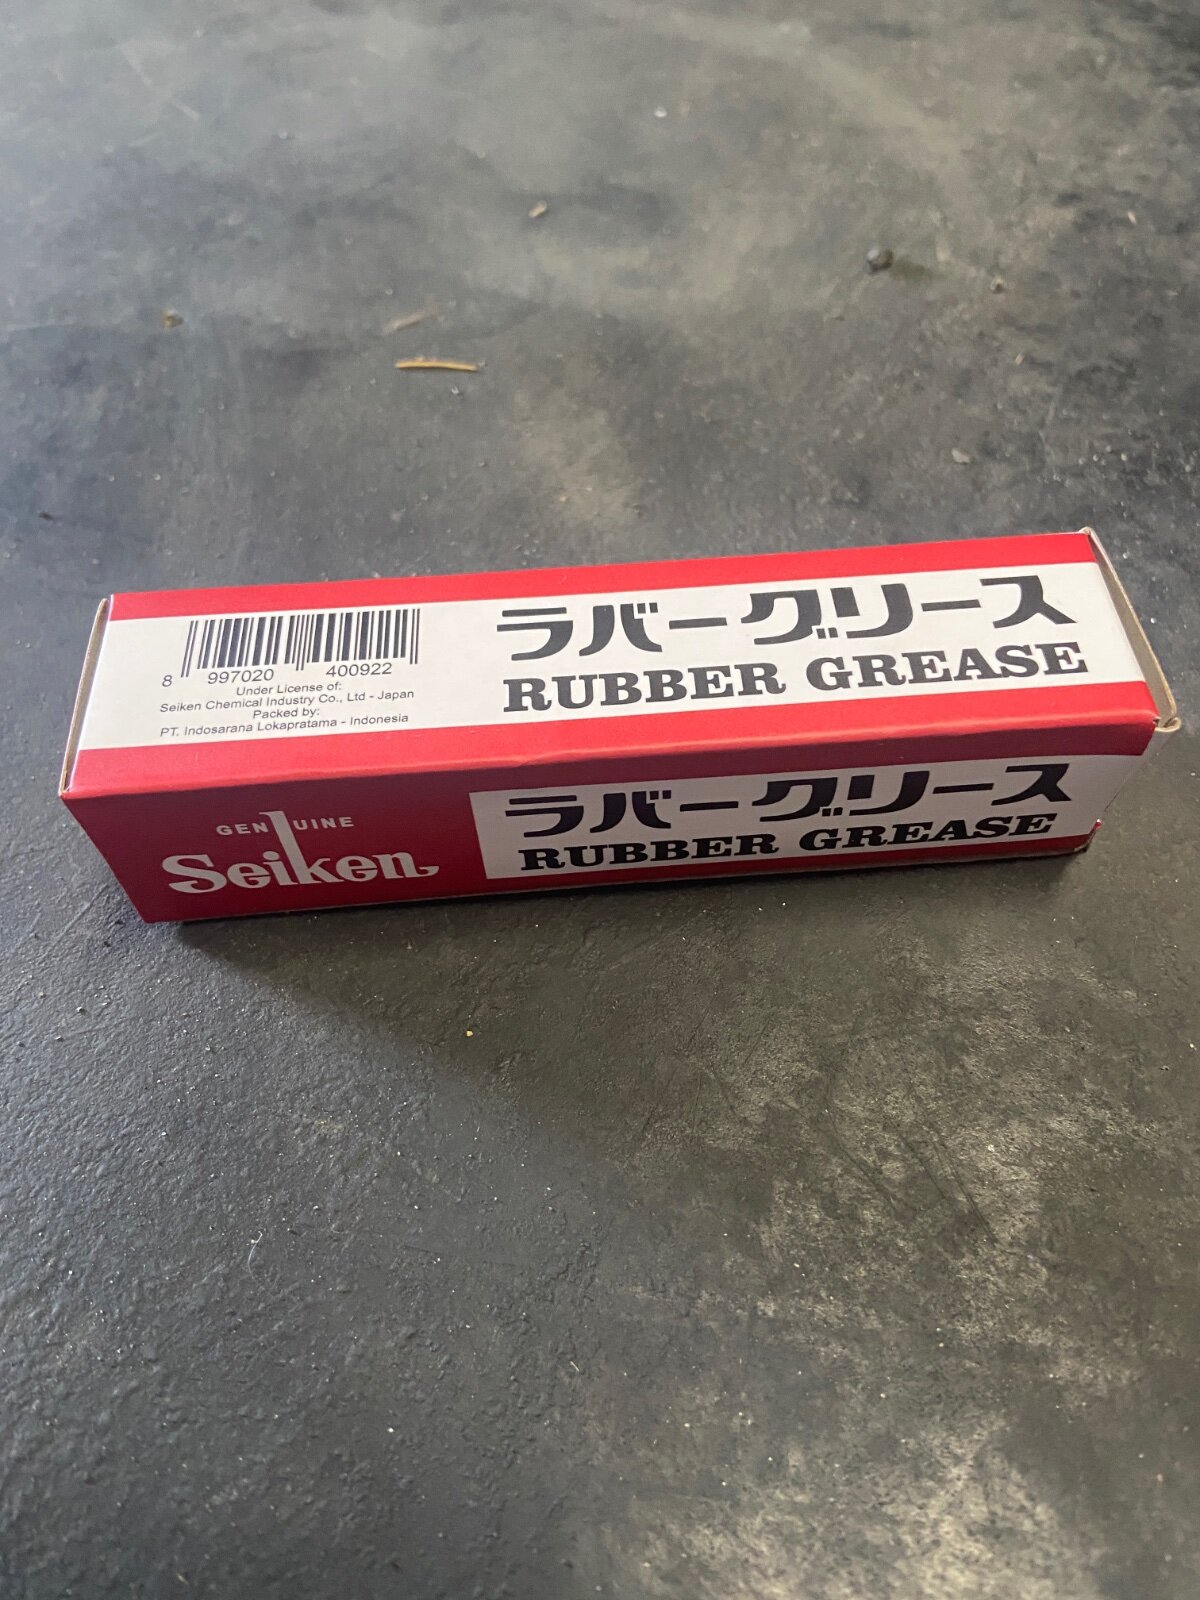 8 997020 400922
Under License of:
Seiken Chemical Industry Co., Ltd - Japan
Packed by:
PT. Indosarana Lokapratama - Indonesia
ラバーグリース
RUBBER GREASE
GENUINE
Seiken
ラバーグリース
RUBBER GREASE